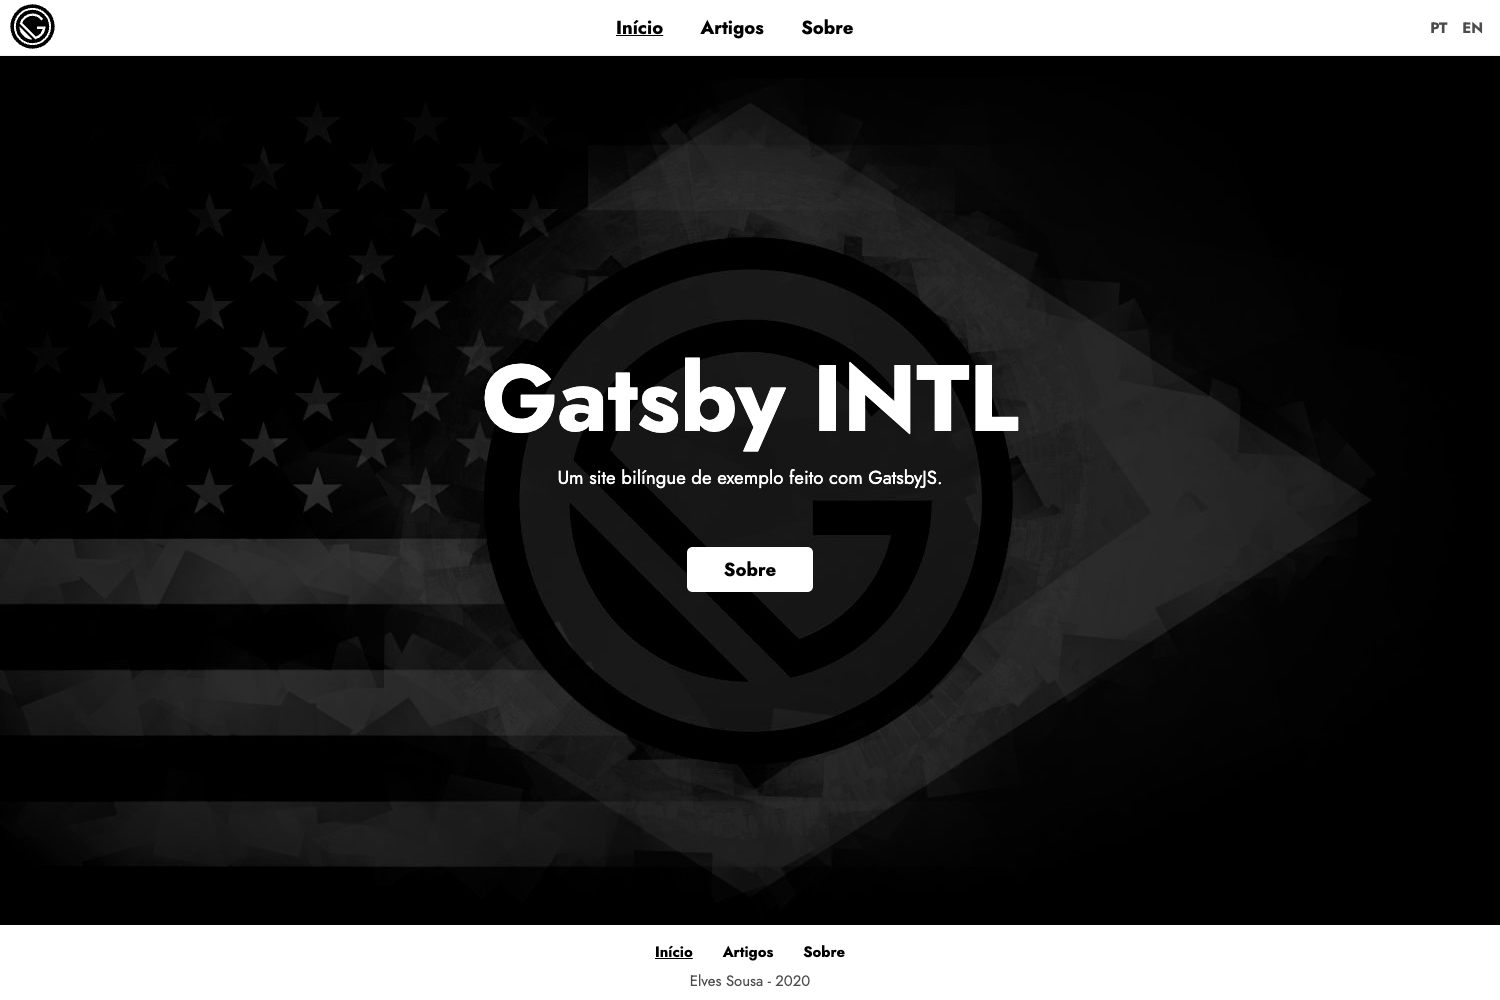 Início Artigos Sobre PT EN
Gatsby INTL
Um site bilíngue de exemplo feito com GatsbyJS.
Sobre
Início Artigos Sobre
Elves Sousa - 2020